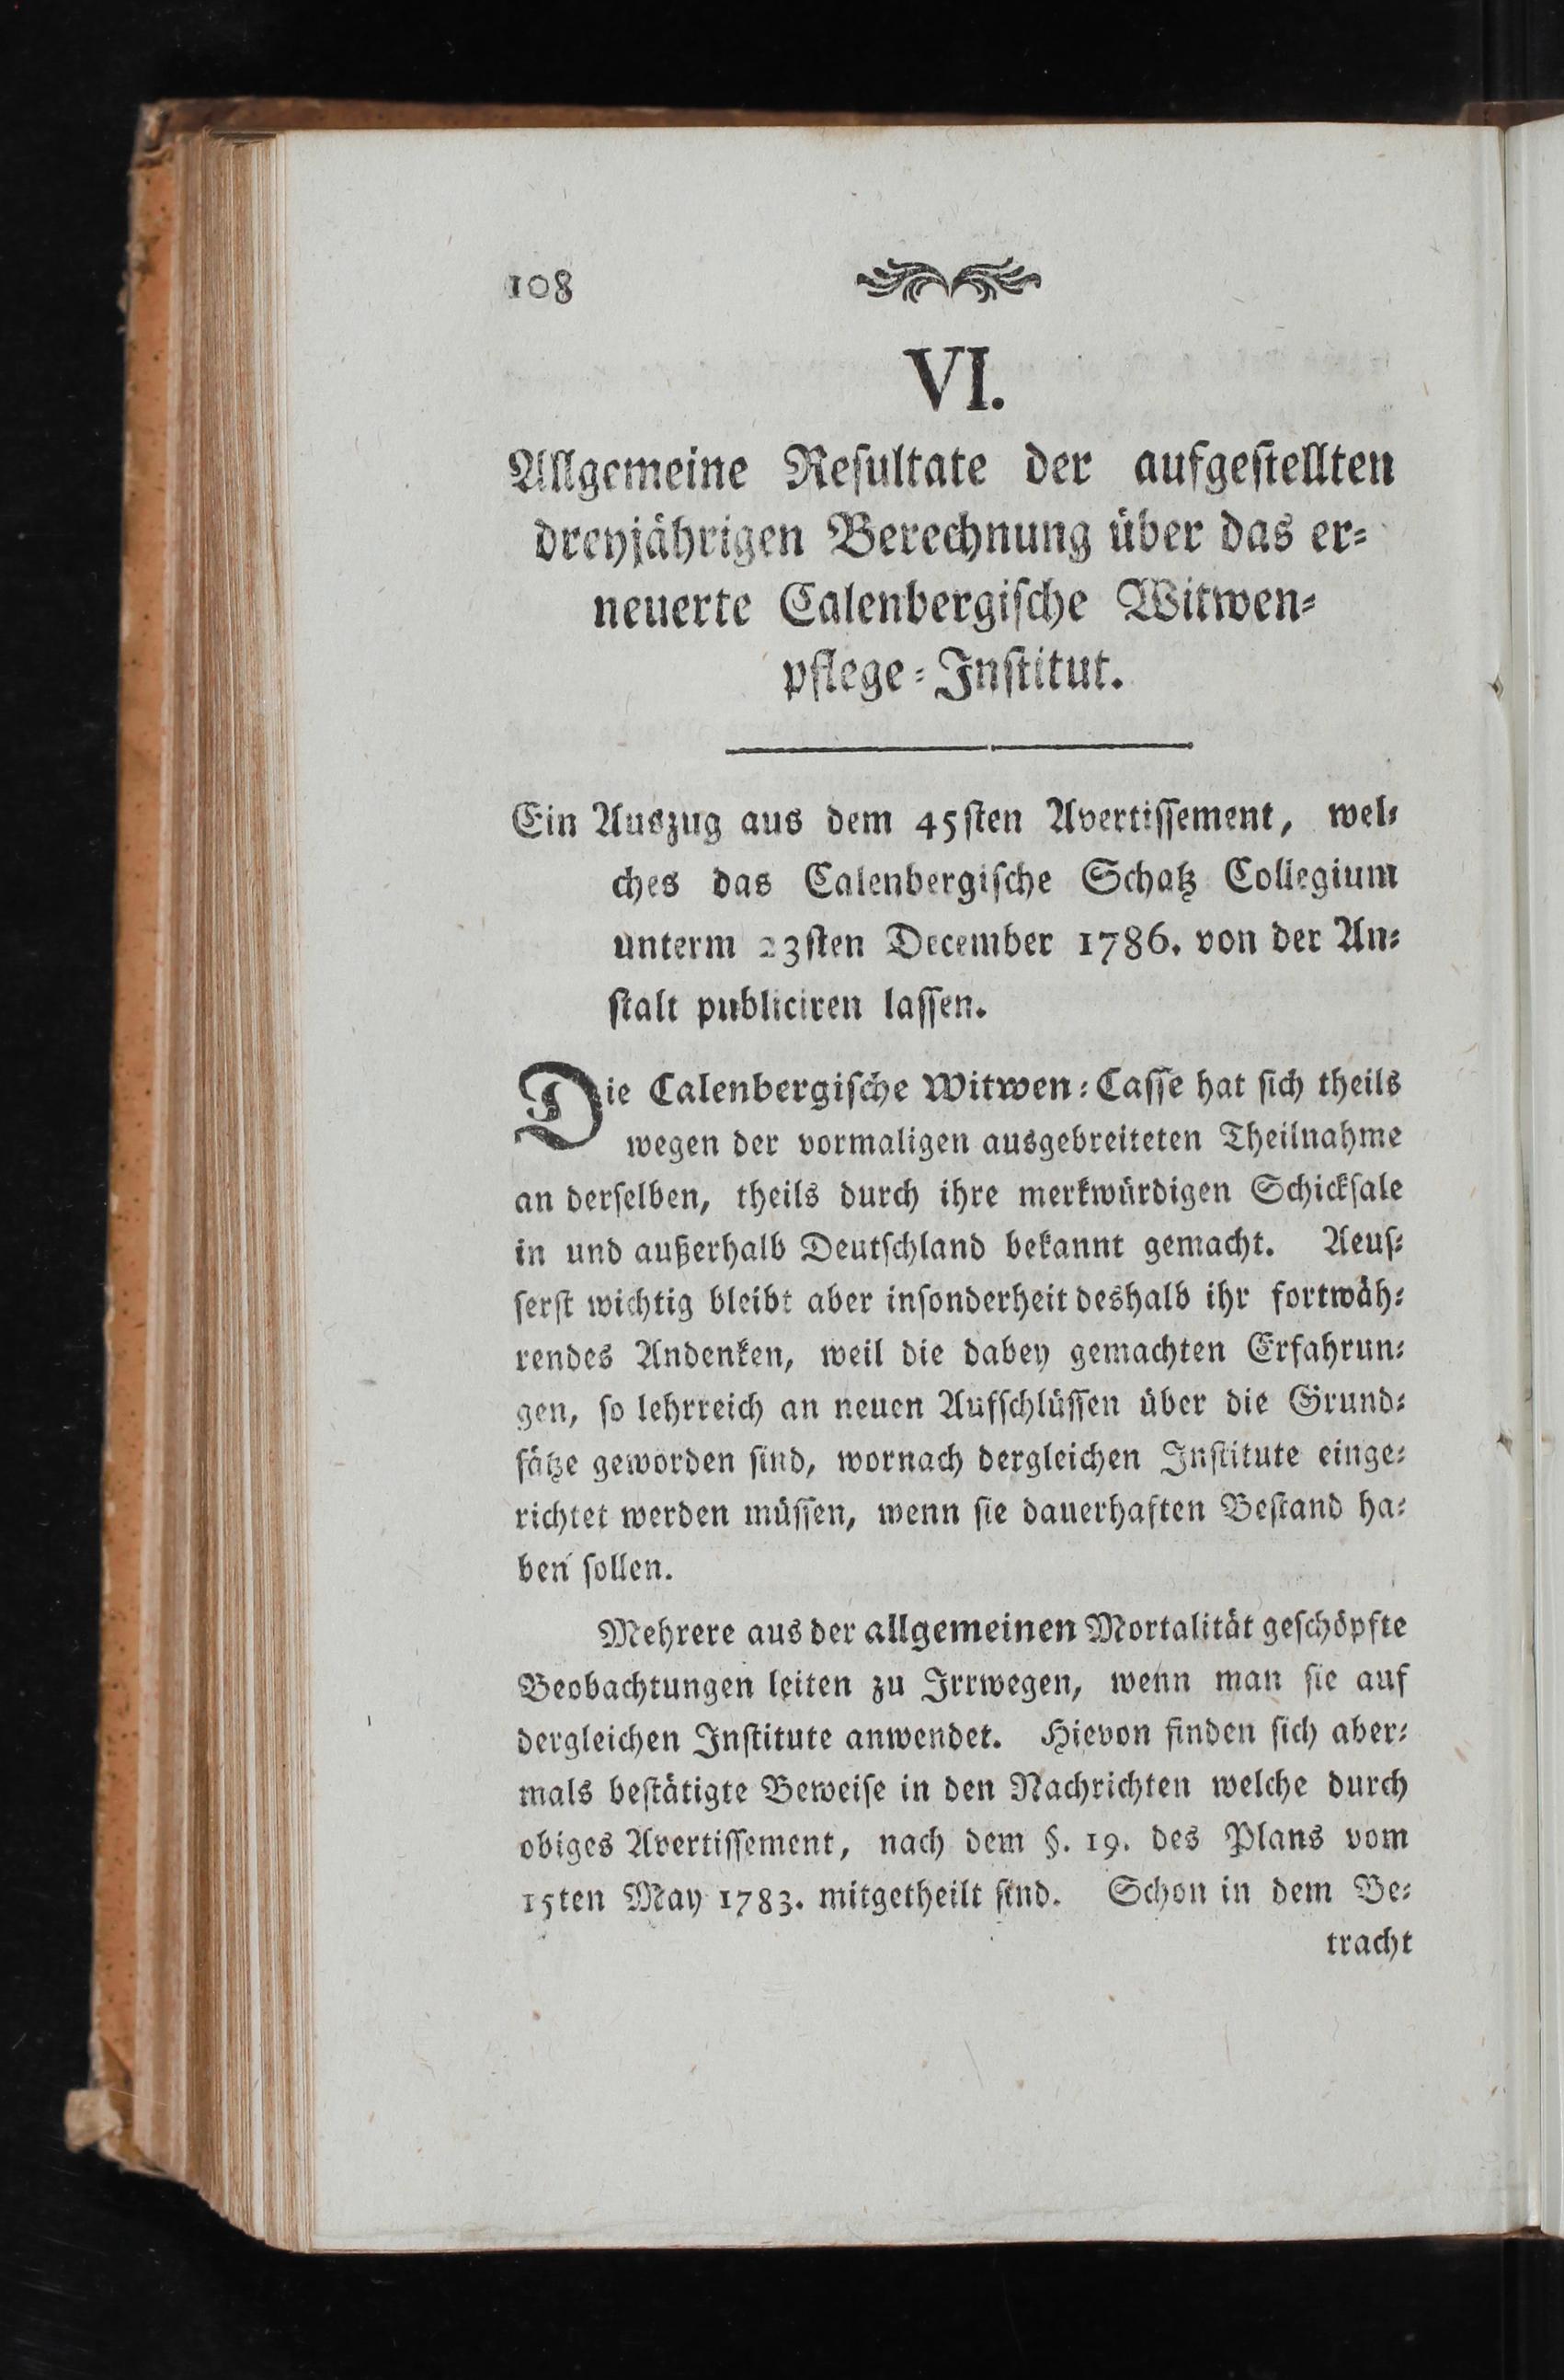 108
VI.
Allgemeine Reſultate der aufgeſtellten
dreyjährigen Berechnung über das er-
neuerte Calenbergiſche Witwen-
pflege-Inſtitut.
Ein Auszug aus dem 45ſten Avertiſſement, wel-
ches das Calenbergiſche Schatz Collegium
unterm 23ſten December 1786. von der An-
ſtalt publiciren laſſen.
Die Calenbergiſche Witwen-Caſſe hat ſich theils
wegen der vormaligen ausgebreiteten Theilnahme
an derſelben, theils durch ihre merkwürdigen Schickſale
in und außerhalb Deutſchland bekannt gemacht. Aeuſ-
ſerſt wichtig bleibt aber inſonderheit deshalb ihr fortwäh-
rendes Andenken, weil die dabey gemachten Erfahrun-
gen, ſo lehrreich an neuen Aufſchlüſſen über die Grund-
ſätze geworden ſind, wornach dergleichen Inſtitute einge-
richtet werden müſſen, wenn ſie dauerhaften Beſtand ha-
ben ſollen.
Mehrere aus der allgemeinen Mortalität geſchöpfte
Beobachtungen leiten zu Irrwegen, wenn man ſie auf
dergleichen Inſtitute anwendet. Hievon finden ſich aber-
mals beſtätigte Beweiſe in den Nachrichten welche durch
obiges Avertiſſement, nach dem §. 19. des Plans vom
15ten May 1783. mitgetheilt ſind. Schon in dem Be-
tracht